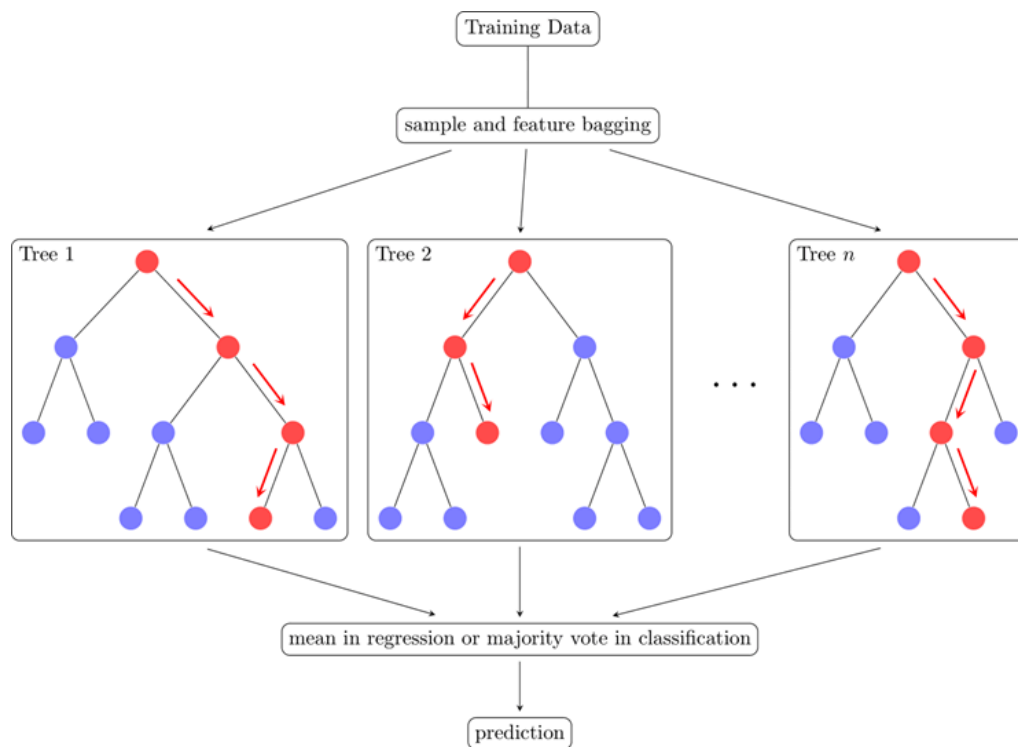 Training Data
sample and feature bagging
Tree 1
Tree 2
Tree n
mean in regression or majority vote in classification
prediction